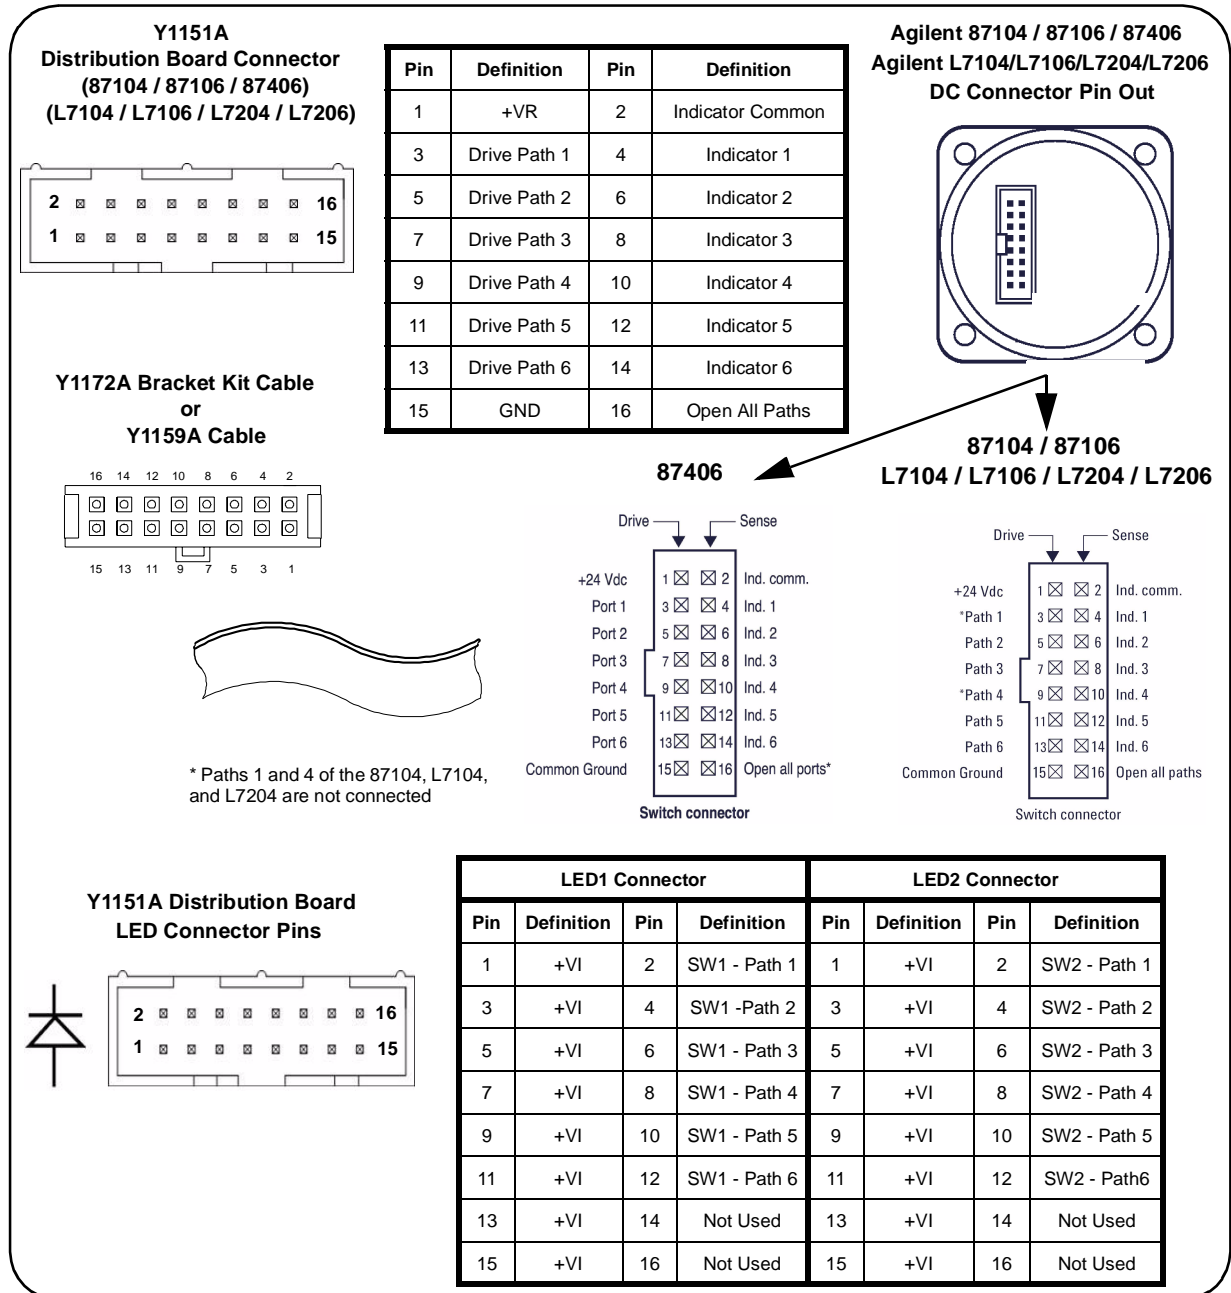 Y1151A
Distribution Board Connector
(87104 / 87106 / 87406)
(L7104 / L7106 / L7204 / L7206)
2 16
1 15
Pin Definition Pin Definition
1 +VR 2 Indicator Common
3 Drive Path 1 4 Indicator 1
5 Drive Path 2 6 Indicator 2
7 Drive Path 3 8 Indicator 3
9 Drive Path 4 10 Indicator 4
11 Drive Path 5 12 Indicator 5
13 Drive Path 6 14 Indicator 6
15 GND 16 Open All Paths
Agilent 87104 / 87106 / 87406
Agilent L7104/L7106/L7204/L7206
DC Connector Pin Out
Y1172A Bracket Kit Cable
or
Y1159A Cable
16 14 12 10 8 6 4 2
15 13 11 9 7 5 3 1
* Paths 1 and 4 of the 87104, L7104,
and L7204 are not connected
87406
Drive Sense
+24 Vdc 1 2 Ind. comm.
Port 1 3 4 Ind. 1
Port 2 5 6 Ind. 2
Port 3 7 8 Ind. 3
Port 4 9 10 Ind. 4
Port 5 11 12 Ind. 5
Port 6 13 14 Ind. 6
Common Ground 15 16 Open all ports*
Switch connector
87104 / 87106
L7104 / L7106 / L7204 / L7206
Drive Sense
+24 Vdc 1 2 Ind. comm.
*Path 1 3 4 Ind. 1
Path 2 5 6 Ind. 2
Path 3 7 8 Ind. 3
*Path 4 9 10 Ind. 4
Path 5 11 12 Ind. 5
Path 6 13 14 Ind. 6
Common Ground 15 16 Open all paths
Switch connector
Y1151A Distribution Board
LED Connector Pins
2 16
1 15
LED1 Connector LED2 Connector
Pin Definition Pin Definition Pin Definition Pin Definition
1 +VI 2 SW1 - Path 1 1 +VI 2 SW2 - Path 1
3 +VI 4 SW1 -Path 2 3 +VI 4 SW2 - Path 2
5 +VI 6 SW1 - Path 3 5 +VI 6 SW2 - Path 3
7 +VI 8 SW1 - Path 4 7 +VI 8 SW2 - Path 4
9 +VI 10 SW1 - Path 5 9 +VI 10 SW2 - Path 5
11 +VI 12 SW1 - Path 6 11 +VI 12 SW2 - Path6
13 +VI 14 Not Used 13 +VI 14 Not Used
15 +VI 16 Not Used 15 +VI 16 Not Used